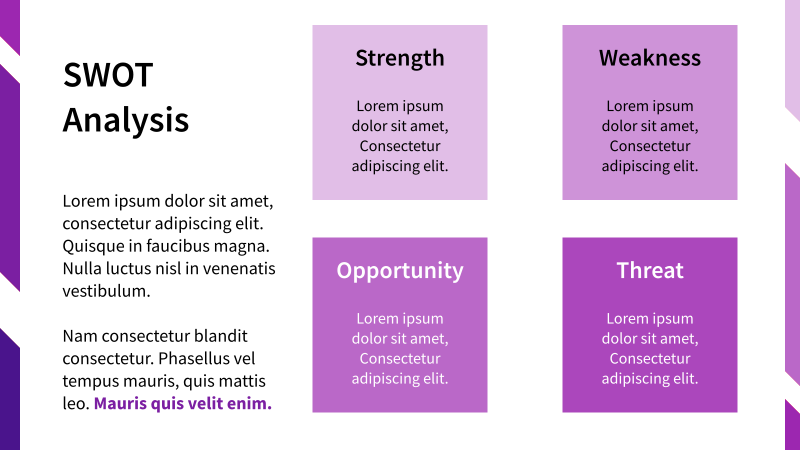 SWOT
Analysis
Lorem ipsum dolor sit amet,
consectetur adipiscing elit.
Quisque in faucibus magna.
Nulla luctus nisl in venenatis
vestibulum.
Nam consectetur blandit
consectetur. Phasellus vel
tempus mauris, quis mattis
leo. Mauris quis velit enim.
Strength
Lorem ipsum
dolor sit amet,
Consectetur
adipiscing elit.
Weakness
Lorem ipsum
dolor sit amet,
Consectetur
adipiscing elit.
Opportunity
Lorem ipsum
dolor sit amet,
Consectetur
adipiscing elit.
Threat
Lorem ipsum
dolor sit amet,
Consectetur
adipiscing elit.